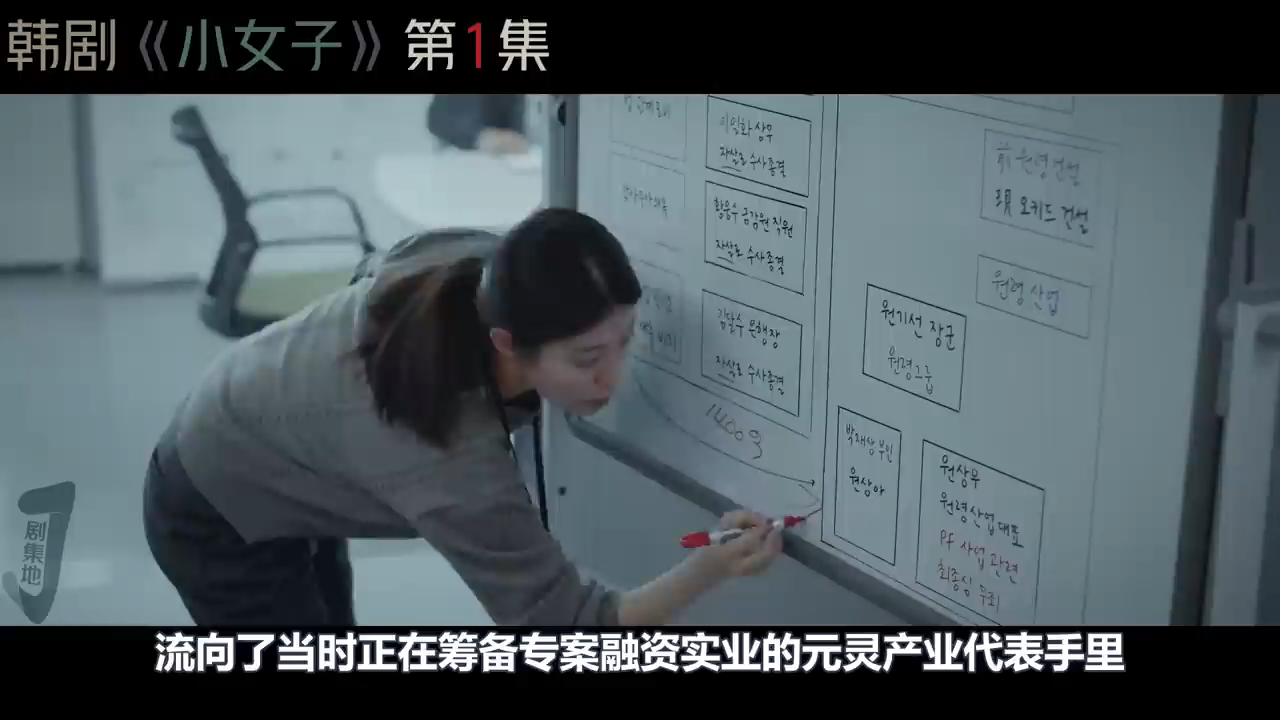 韩剧《小女子》第1集
이일화 상무
자살로 수사종결
황웅수 금감원 직원
자살로 수사종결
김달수 은행장
자살로 수사종결
1400억
前 원령 건설
現 오키드 건설
원령 산업
원기선 장군
원령그룹
박재상 부인
원상아
원상우
원령산업 대표
PF 사업 관련
최종심 무죄
剧集地
流向了当时正在筹备专案融资实业的元灵产业代表手里